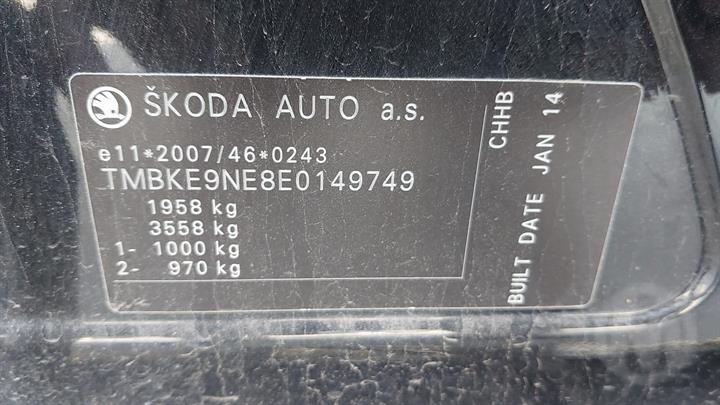 ŠKODA AUTO a.s.
e11*2007/46*0243
TMBKE9NE8E0149749
1958 kg
3558 kg
1- 1000 kg
2- 970 kg
CHHB
BUILT DATE JAN 14